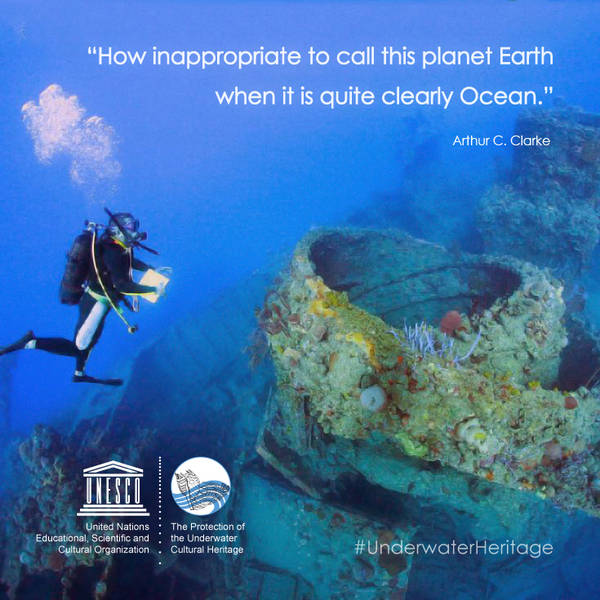 “How inappropriate to call this planet Earth
when it is quite clearly Ocean.”
Arthur C. Clarke
UNESCO
United Nations
Educational, Scientific and
Cultural Organization
The Protection of
the Underwater
Cultural Heritage
#UnderwaterHeritage